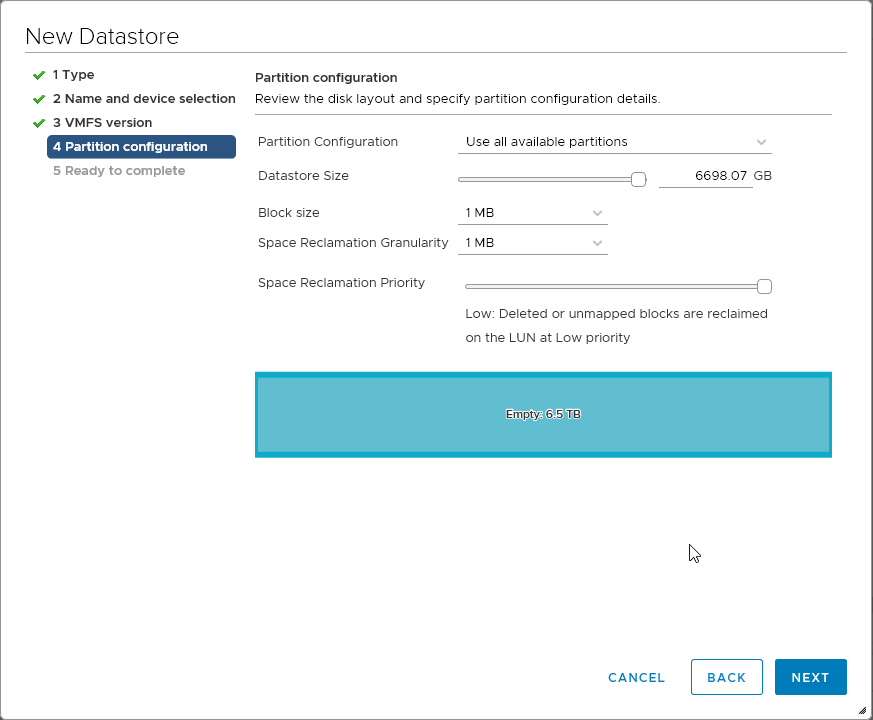 New Datastore
1 Type
2 Name and device selection
3 VMFS version
4 Partition configuration
5 Ready to complete
Partition configuration
Review the disk layout and specify partition configuration details.
Partition Configuration
Use all available partitions
Datastore Size
6698.07 GB
Block size
1 MB
Space Reclamation Granularity
1 MB
Space Reclamation Priority
Low: Deleted or unmapped blocks are reclaimed
on the LUN at Low priority
Empty: 6.5 TB
CANCEL
BACK
NEXT